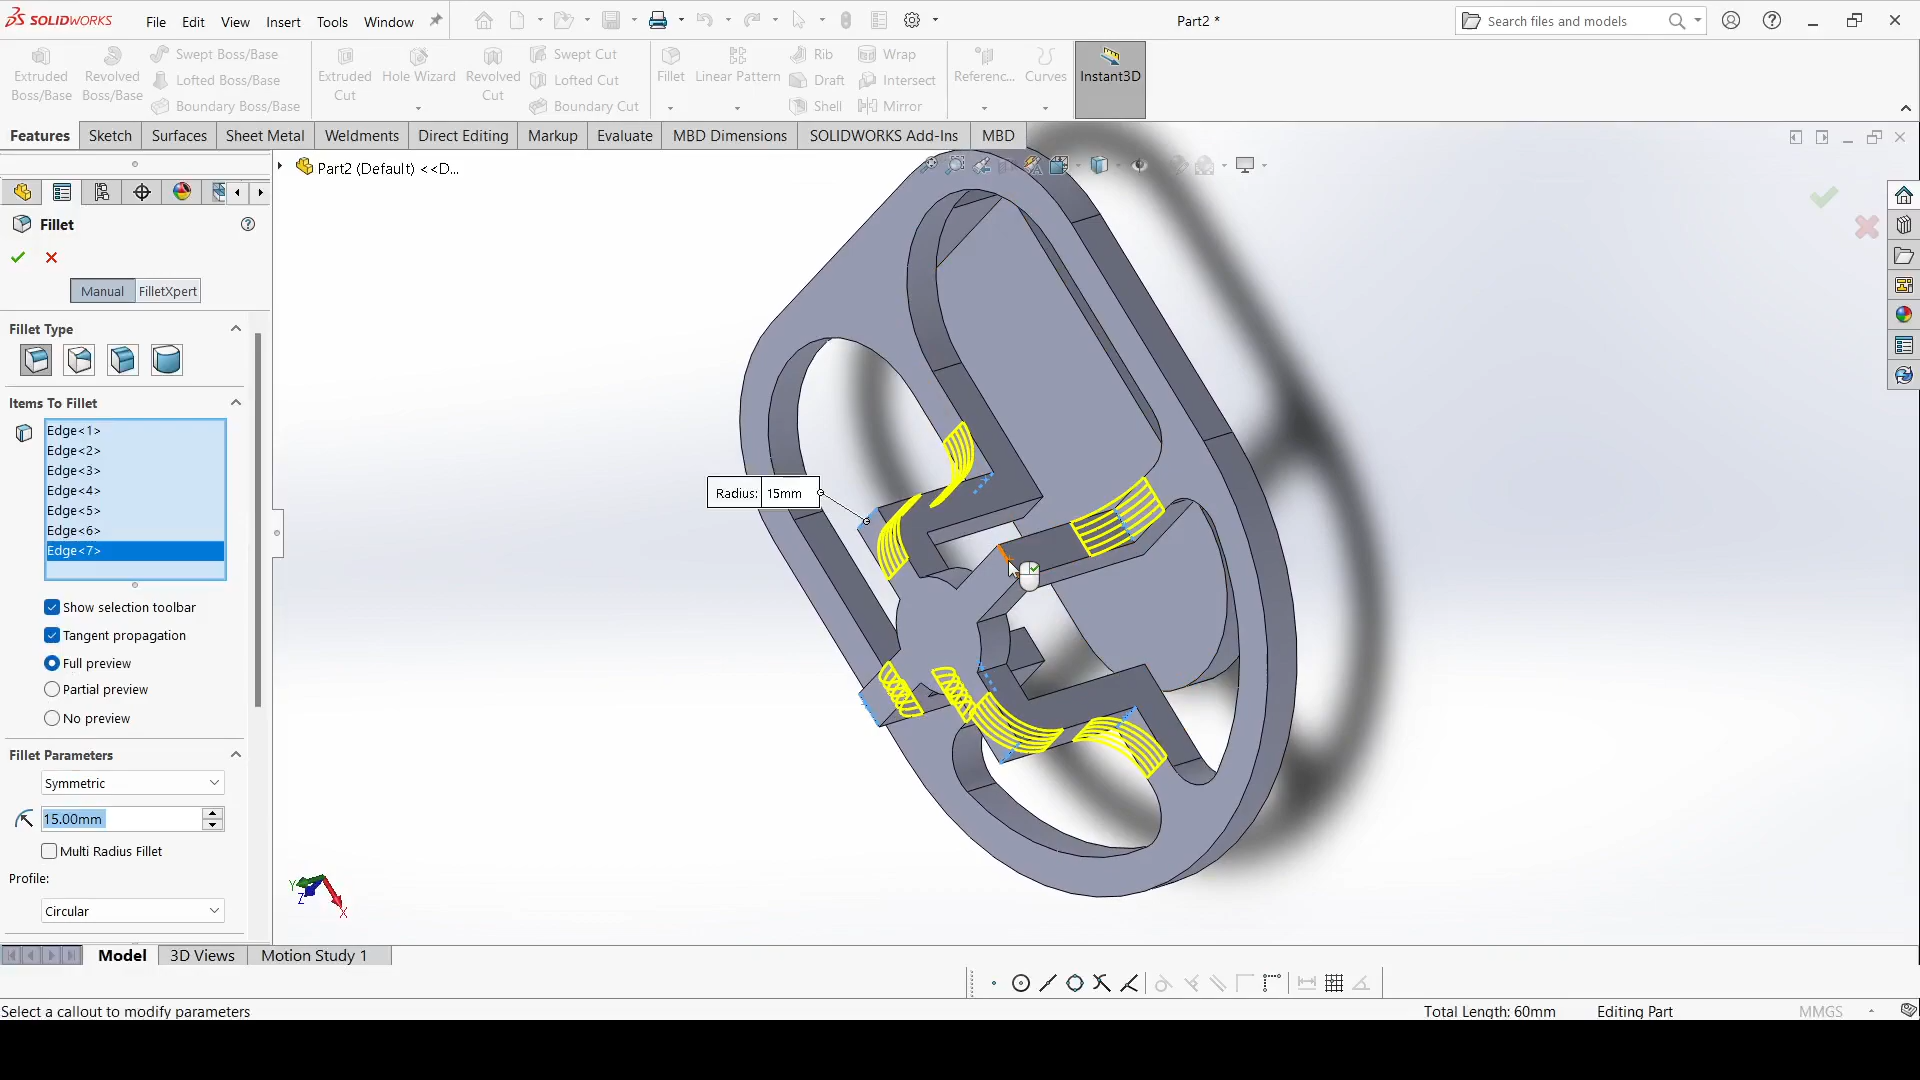 SOLIDWORKS File Edit View Insert Tools Window Part2 * Search files and models
Extruded Boss/Base
Revolved Boss/Base
Swept Boss/Base
Lofted Boss/Base
Boundary Boss/Base
Extruded Cut
Hole Wizard
Revolved Cut
Swept Cut
Lofted Cut
Boundary Cut
Fillet
Linear Pattern
Rib
Draft
Shell
Wrap
Intersect
Mirror
Referenc...
Curves
Instant3D
Features Sketch Surfaces Sheet Metal Weldments Direct Editing Markup Evaluate MBD Dimensions SOLIDWORKS Add-Ins MBD
Part2 (Default) <<D...
Fillet
Manual FilletXpert
Fillet Type
Items To Fillet
Edge<1>
Edge<2>
Edge<3>
Edge<4>
Edge<5>
Edge<6>
Edge<7>
Show selection toolbar
Tangent propagation
Full preview
Partial preview
No preview
Fillet Parameters
Symmetric
15.00mm
Multi Radius Fillet
Profile:
Circular
Radius: 15mm
Y
Z
X
Model 3D Views Motion Study 1
Select a callout to modify parameters Total Length: 60mm Editing Part MMGS